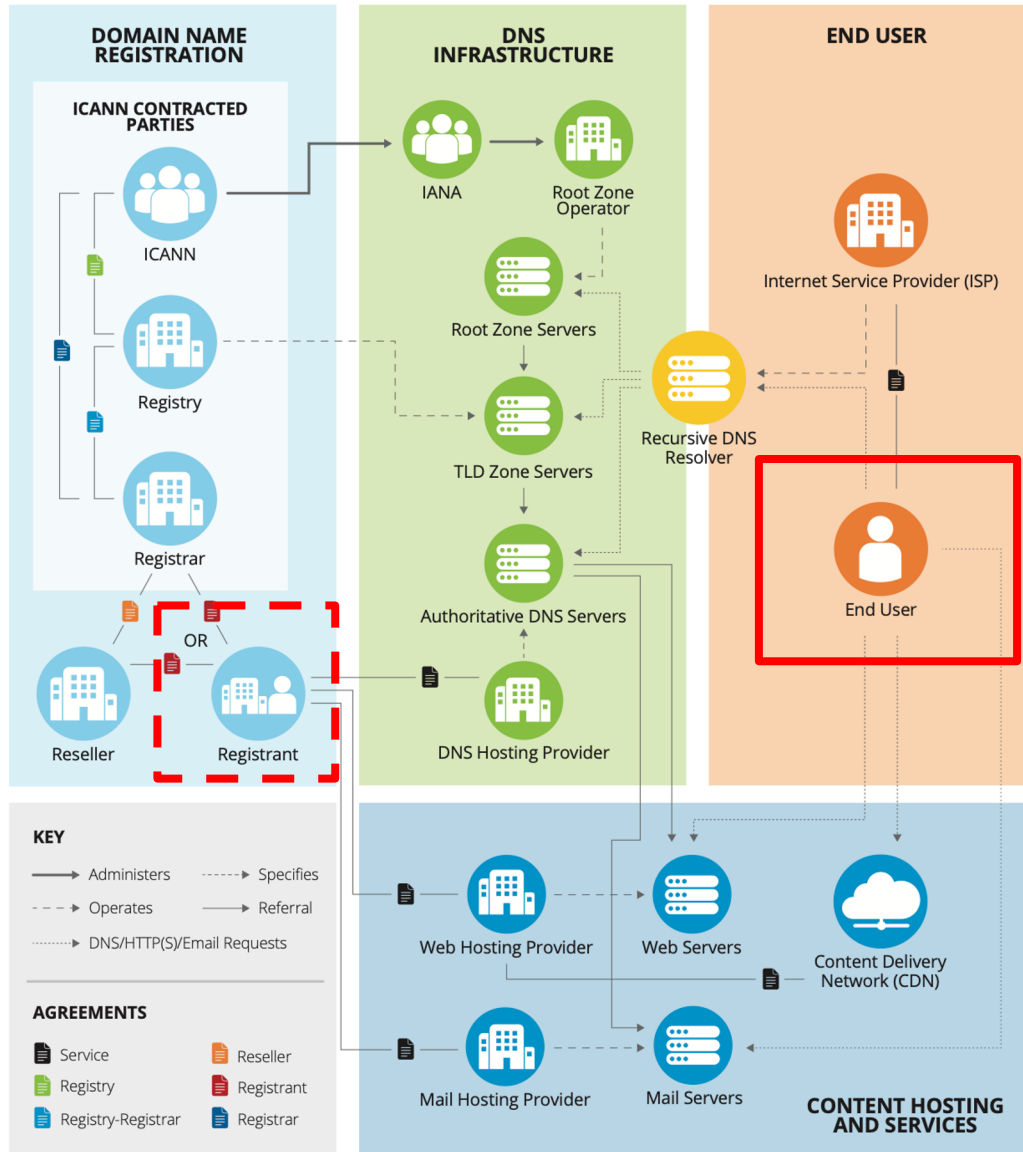 DOMAIN NAME
REGISTRATION
ICANN CONTRACTED
PARTIES
ICANN
Registry
Registrar
OR
Reseller
Registrant
DNS
INFRASTRUCTURE
IANA
Root Zone
Operator
Root Zone Servers
TLD Zone Servers
Authoritative DNS Servers
DNS Hosting Provider
Recursive DNS
Resolver
END USER
Internet Service Provider (ISP)
End User
KEY
Administers
Specifies
Operates
Referral
DNS/HTTP(S)/Email Requests
AGREEMENTS
Service
Reseller
Registry
Registrant
Registry-Registrar
Registrar
Web Hosting Provider
Web Servers
Content Delivery
Network (CDN)
Mail Hosting Provider
Mail Servers
CONTENT HOSTING
AND SERVICES